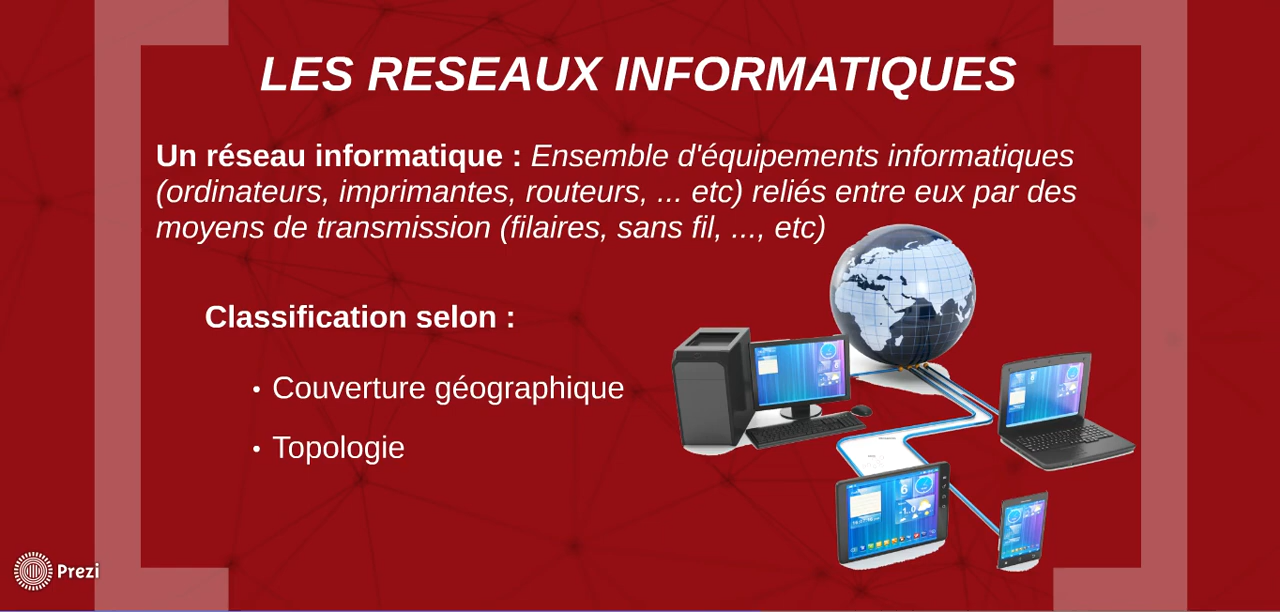 LES RESEAUX INFORMATIQUES
Un réseau informatique : Ensemble d'équipements informatiques
(ordinateurs, imprimantes, routeurs, ... etc) reliés entre eux par des
moyens de transmission (filaires, sans fil, ..., etc)
Classification selon :
• Couverture géographique
• Topologie
Prezi